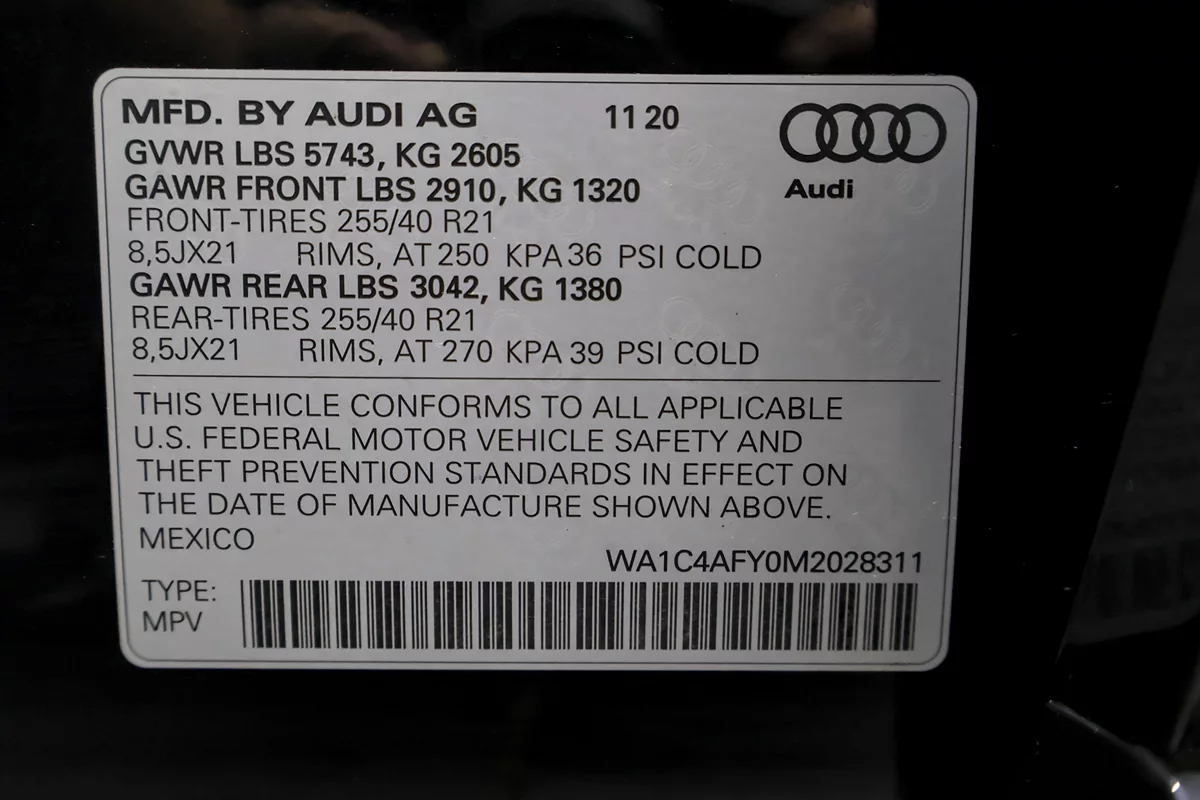 MFD. BY AUDI AG 11 20
GVWR LBS 5743, KG 2605
GAWR FRONT LBS 2910, KG 1320
Audi
FRONT-TIRES 255/40 R21
8,5JX21 RIMS, AT 250 KPA 36 PSI COLD
GAWR REAR LBS 3042, KG 1380
REAR-TIRES 255/40 R21
8,5JX21 RIMS, AT 270 KPA 39 PSI COLD
THIS VEHICLE CONFORMS TO ALL APPLICABLE
U.S. FEDERAL MOTOR VEHICLE SAFETY AND
THEFT PREVENTION STANDARDS IN EFFECT ON
THE DATE OF MANUFACTURE SHOWN ABOVE.
MEXICO
WA1C4AFY0M2028311
TYPE:
MPV